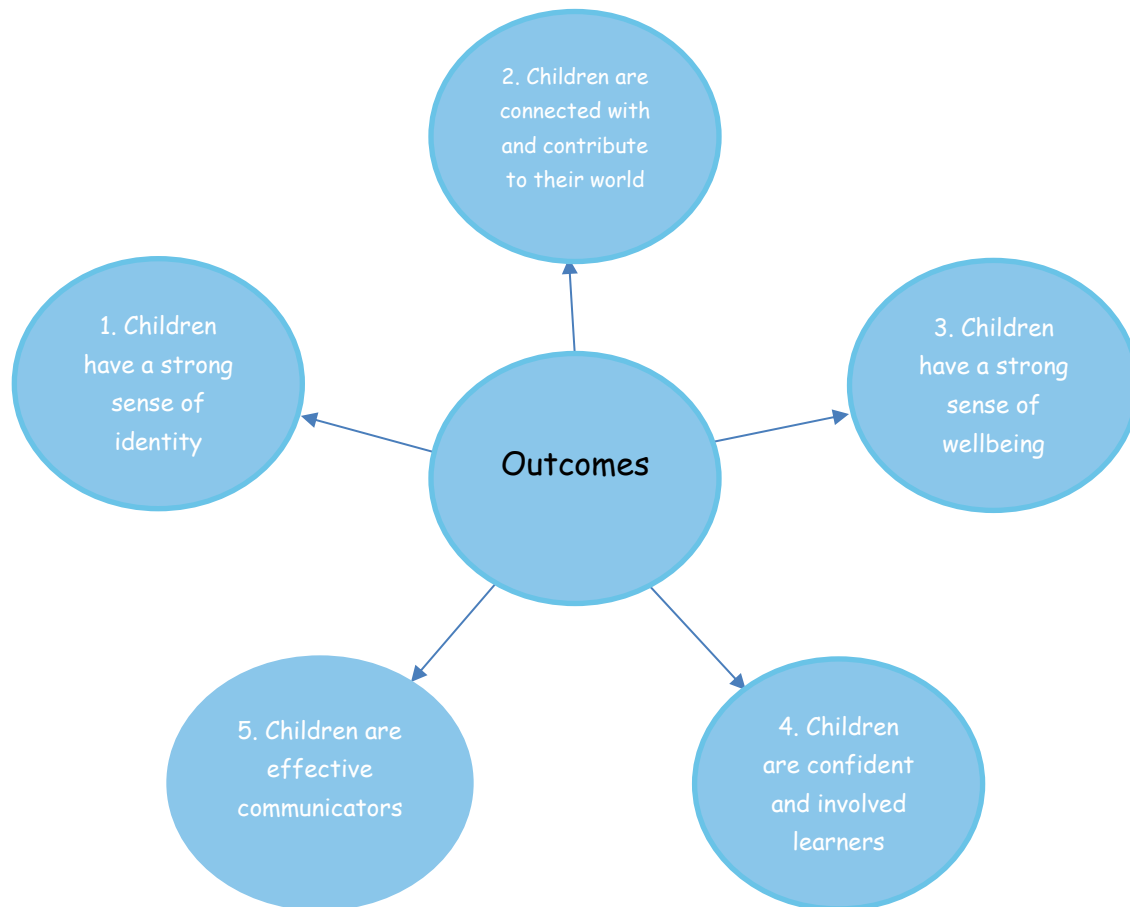 2. Children are
connected with
and contribute
to their world
1. Children
have a strong
sense of
identity
3. Children
have a strong
sense of
wellbeing
Outcomes
5. Children are
effective
communicators
4. Children
are confident
and involved
learners